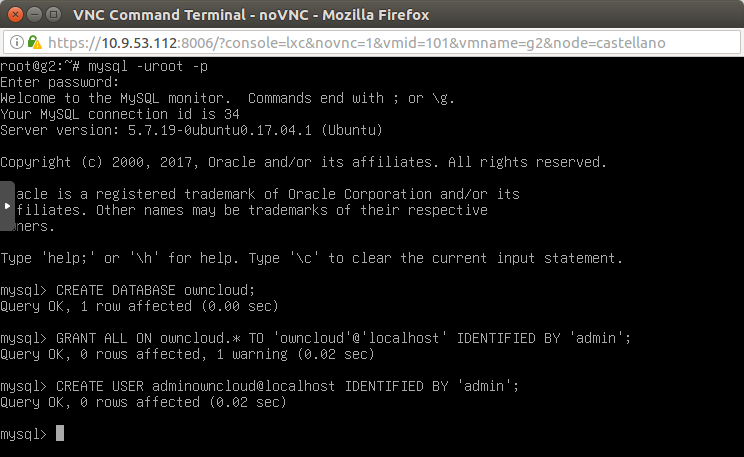 VNC Command Terminal - noVNC - Mozilla Firefox
https://10.9.53.112:8006/?console=lxc&novnc=1&vmid=101&vmname=g2&node=castellano
root@g2:~# mysql -uroot -p
Enter password:
Welcome to the MySQL monitor.  Commands end with ; or \g.
Your MySQL connection id is 34
Server version: 5.7.19-0ubuntu0.17.04.1 (Ubuntu)
Copyright (c) 2000, 2017, Oracle and/or its affiliates. All rights reserved.
acle is a registered trademark of Oracle Corporation and/or its
filiates. Other names may be trademarks of their respective
ners.
Type 'help;' or '\h' for help. Type '\c' to clear the current input statement.
mysql> CREATE DATABASE owncloud;
Query OK, 1 row affected (0.00 sec)
mysql> GRANT ALL ON owncloud.* TO 'owncloud'@'localhost' IDENTIFIED BY 'admin';
Query OK, 0 rows affected, 1 warning (0.02 sec)
mysql> CREATE USER adminowncloud@localhost IDENTIFIED BY 'admin';
Query OK, 0 rows affected (0.02 sec)
mysql>